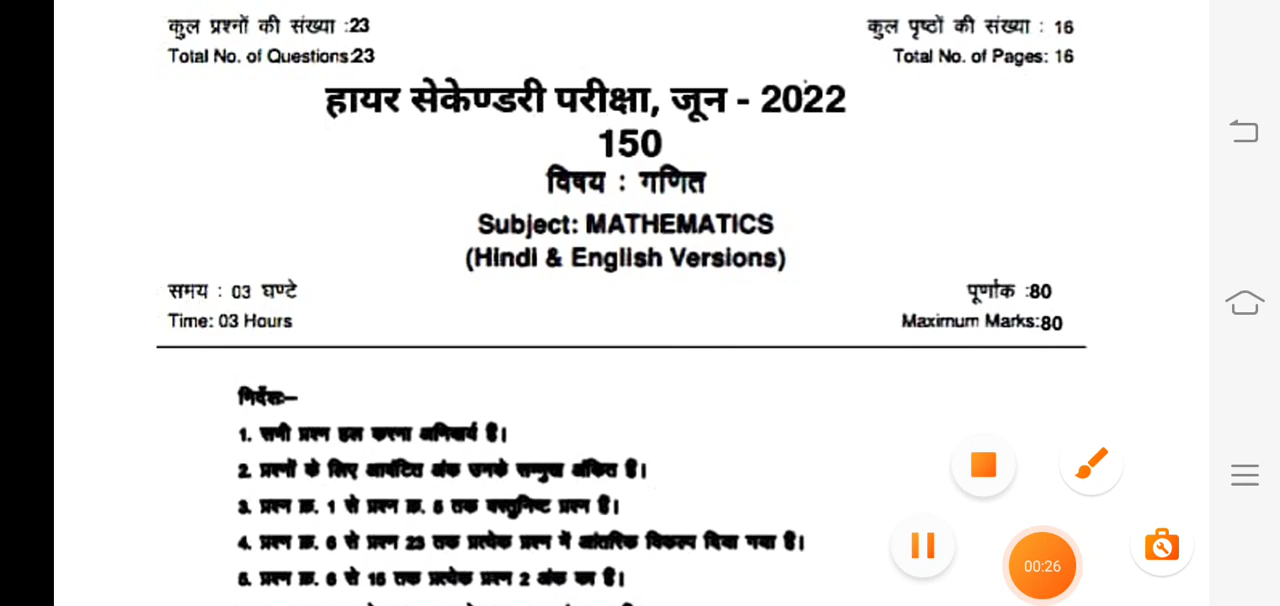 कुल प्रश्नों की संख्या :23
कुल पृष्ठों की संख्या : 16
Total No. of Questions:23
Total No. of Pages: 16
हायर सेकेण्डरी परीक्षा, जून - 2022
150
विषय : गणित
Subject: MATHEMATICS
(Hindi & English Versions)
समय : 03 घण्टे
पूर्णांक :80
Time: 03 Hours
Maximum Marks:80
निर्देश:–
1. सभी प्रश्न हल करना अनिवार्य हैं।
2. प्रश्नों के लिए आवंटित अंक उनके सम्मुख अंकित हैं।
3. प्रश्न क्र. 1 से प्रश्न क्र. 5 तक वस्तुनिष्ट प्रश्न हैं।
4. प्रश्न क्र. 6 से प्रश्न 23 तक प्रत्येक प्रश्न में आंतरिक विकल्प दिया गया हैं।
5. प्रश्न क्र. 6 से 15 तक प्रत्येक प्रश्न 2 अंक का हैं।
00:26